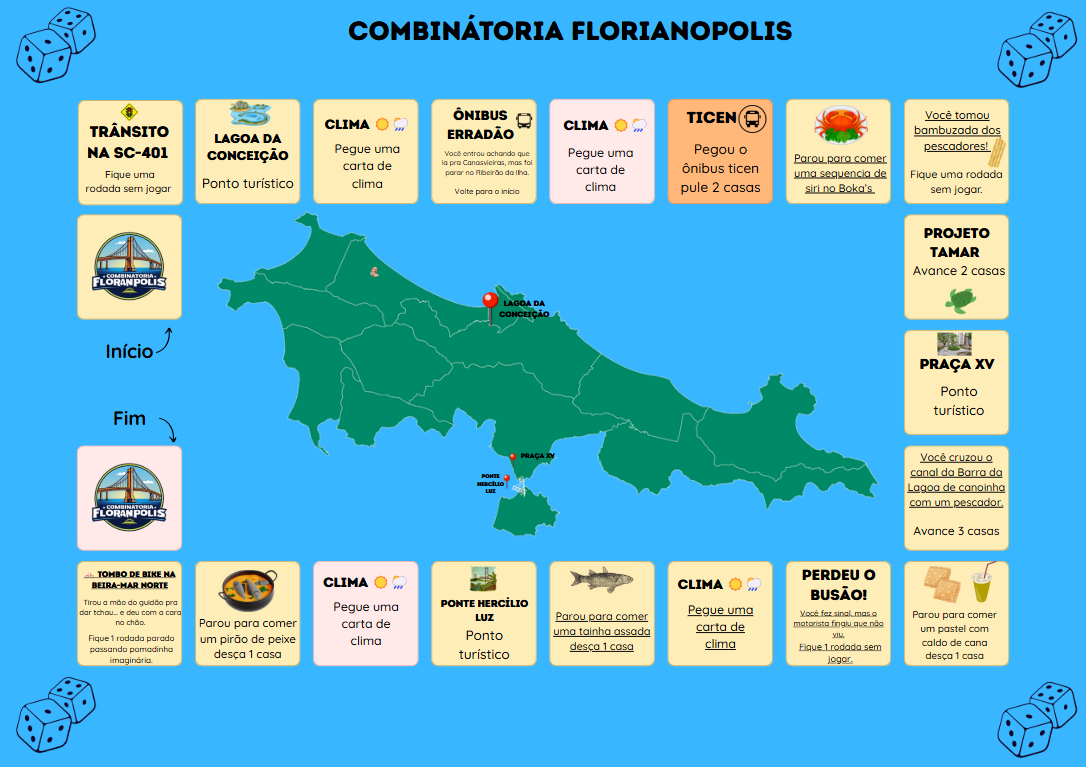 COMBINÁTORIA FLORIANOPOLIS
TRÂNSITO
NA SC-401
Fique uma
rodada sem jogar
LAGOA DA
CONCEIÇÃO
Ponto turístico
CLIMA
Pegue uma
carta de
clima
ÔNIBUS
ERRADÃO
Você entrou achando que
ia pra Canasvieiras, mas foi
parar no Ribeirão da Ilha.
Volte para o início
CLIMA
Pegue uma
carta de
clima
TICEN
Pegou o
ônibus ticen
pule 2 casas
Parou para comer
uma sequencia de
siri no Boka's
Você tomou
bambuzada dos
pescadores!
Fique uma rodada
sem jogar.
COMBINATORIA
FLORANPOLIS
Início
PROJETO
TAMAR
Avance 2 casas
LAGOA DA
CONCEIÇÃO
PRAÇA XV
Ponto
turístico
Fim
COMBINATORIA
FLORANPOLIS
PRAÇA XV
PONTE
HERCÍLIO
LUZ
Você cruzou o
canal da Barra da
Lagoa de canoinha
com um pescador.
Avance 3 casas
TOMBO DE BIKE NA
BEIRA-MAR NORTE
Tirou a mão do guidão pra
dar tchau... e deu com a cara
no chão.
Fique 1 rodada parado
passando pomadinha
imaginária.
Parou para comer
um pirão de peixe
desça 1 casa
CLIMA
Pegue uma
carta de
clima
PONTE HERCÍLIO
LUZ
Ponto
turístico
Parou para comer
uma tainha assada
desça 1 casa
CLIMA
Pegue uma
carta de
clima
PERDEU O
BUSÃO!
Você fez sinal, mas o
motorista fingiu que não
viu.
Fique 1 rodada sem
jogar.
Parou para comer
um pastel com
caldo de cana
desça 1 casa